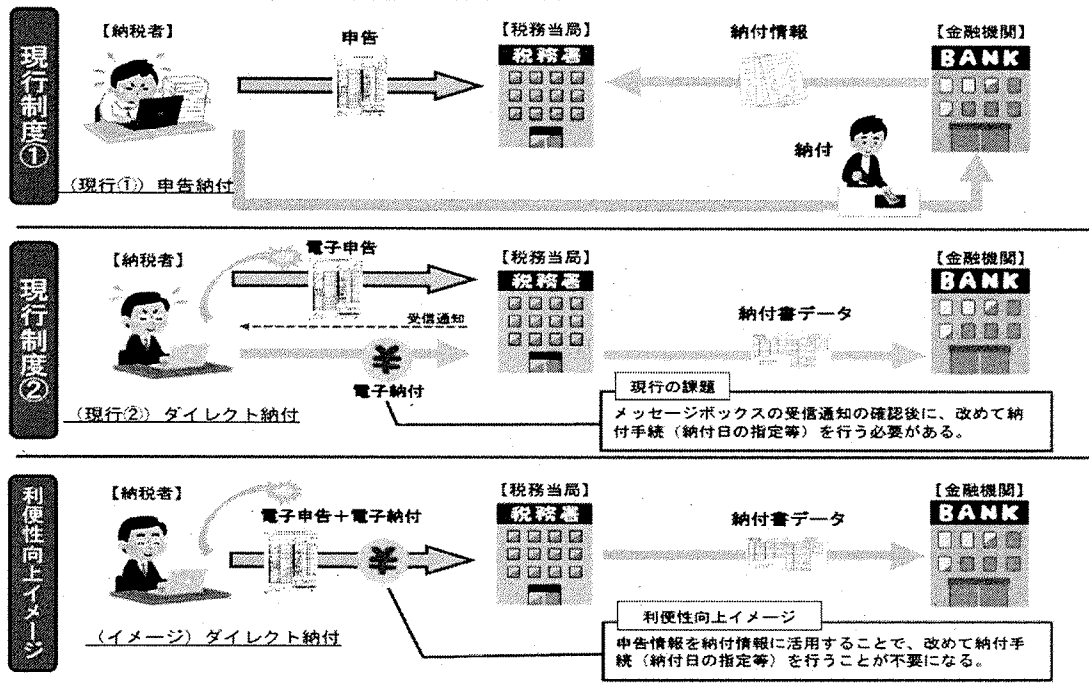 現行制度①
【納税者】
申告
【税務当局】
税務署
納付情報
【金融機関】
BANK
納付
(現行①) 申告納付
現行制度②
【納税者】
電子申告
【税務当局】
税務署
受信通知
¥
電子納付
納付書データ
【金融機関】
BANK
(現行②) ダイレクト納付
現行の課題
メッセージボックスの受信通知の確認後に、改めて納
付手続(納付日の指定等)を行う必要がある。
利便性向上イメージ
【納税者】
電子申告+電子納付
¥
【税務当局】
税務署
納付書データ
【金融機関】
BANK
(イメージ) ダイレクト納付
利便性向上イメージ
申告情報を納付情報に活用することで、改めて納付手
続(納付日の指定等)を行うことが不要になる。